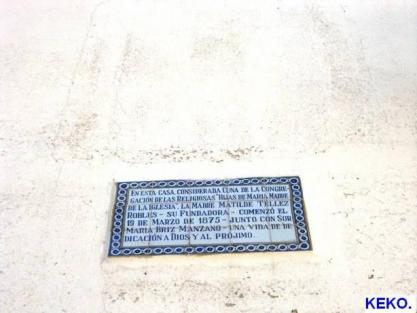 EN ESTA CASA, CONSIDERADA CUNA DE LA CONGRE-
GACIÓN DE LAS RELIGIOSAS "HIJAS DE MARÍA, MADRE
DE LA IGLESIA", LA MADRE MATILDE TELLEZ
ROBLES - SU FUNDADORA - COMENZÓ EL
19 DE MARZO DE 1875 - JUNTO CON SOR
MARÍA BRIZ MANZANO - UNA VIDA DE DE
DICACIÓN A DIOS Y AL PRÓJIMO.
KEKO.